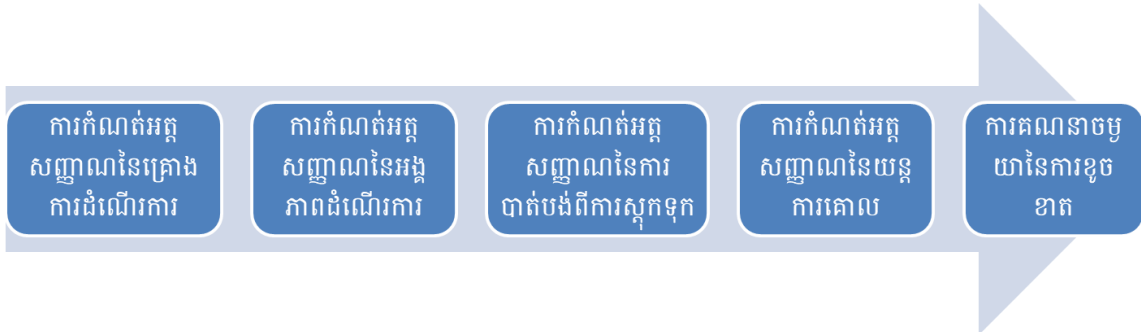 ការកំណត់អត្ត
សញ្ញាណនៃគ្រោង
ការដំណើរការ
ការកំណត់អត្ត
សញ្ញាណនៃអង្គ
ភាពដំណើរការ
ការកំណត់អត្ត
សញ្ញាណនៃការ
បាត់បង់ពីការស្តុកទុក
ការកំណត់អត្ត
សញ្ញាណនៃយន្ត
ការគោល
ការគណនាចម្ង
យានៃការខូច
ខាត